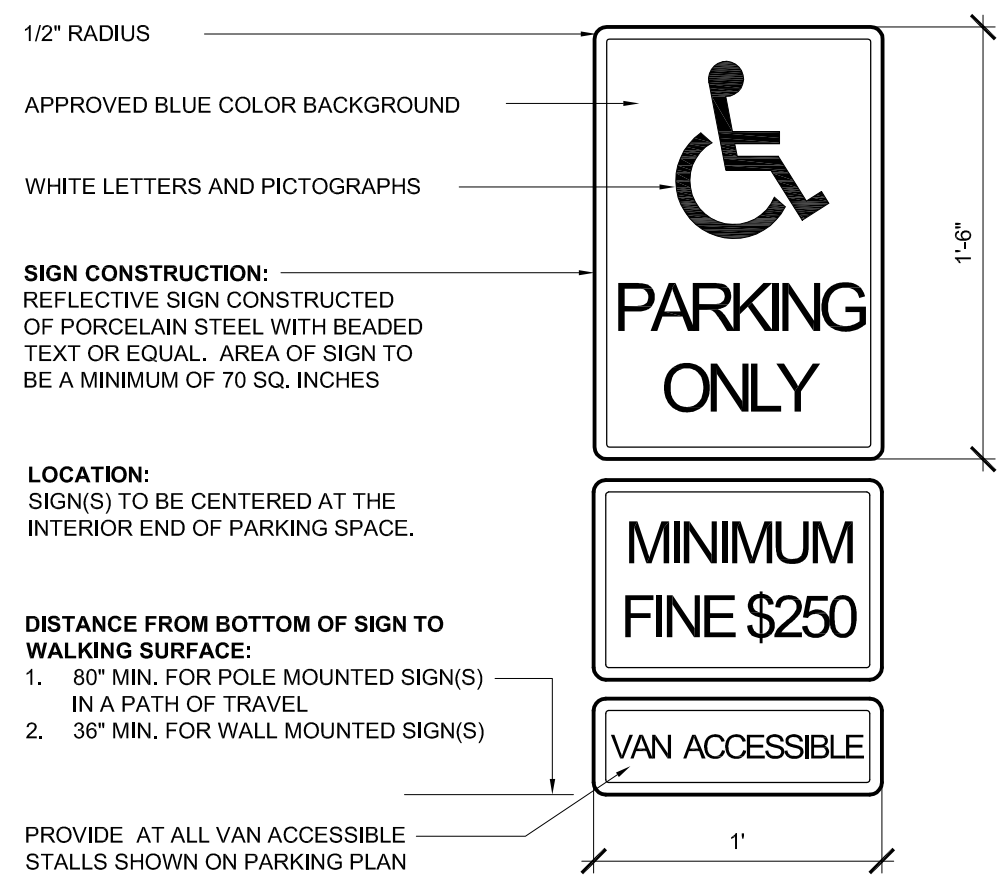 1/2" RADIUS
APPROVED BLUE COLOR BACKGROUND
WHITE LETTERS AND PICTOGRAPHS
SIGN CONSTRUCTION:
REFLECTIVE SIGN CONSTRUCTED
OF PORCELAIN STEEL WITH BEADED
TEXT OR EQUAL. AREA OF SIGN TO
BE A MINIMUM OF 70 SQ. INCHES
LOCATION:
SIGN(S) TO BE CENTERED AT THE
INTERIOR END OF PARKING SPACE.
DISTANCE FROM BOTTOM OF SIGN TO
WALKING SURFACE:
1. 80" MIN. FOR POLE MOUNTED SIGN(S)
IN A PATH OF TRAVEL
2. 36" MIN. FOR WALL MOUNTED SIGN(S)
PROVIDE AT ALL VAN ACCESSIBLE
STALLS SHOWN ON PARKING PLAN
PARKING
ONLY
MINIMUM
FINE $250
VAN ACCESSIBLE
1'-6"
1'